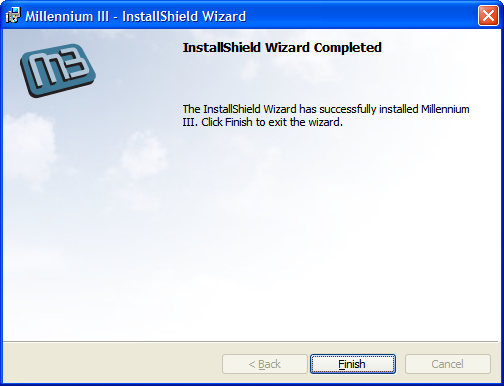 Millennium III - InstallShield Wizard
M3
InstallShield Wizard Completed
The InstallShield Wizard has successfully installed Millennium
III. Click Finish to exit the wizard.
< Back
Finish
Cancel